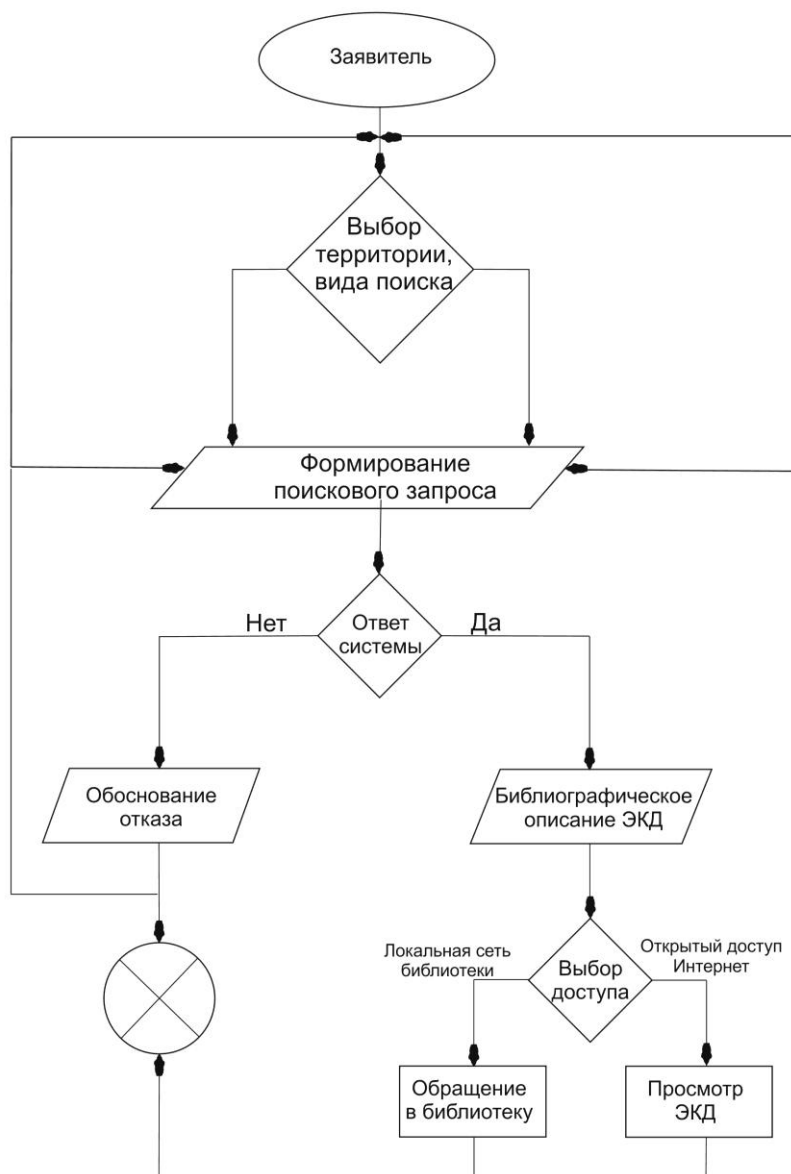 Заявитель
Выбор
территории,
вида поиска
Формирование
поискового запроса
Нет
Ответ
системы
Да
Обоснование
отказа
Библиографическое
описание ЭКД
Локальная сеть
библиотеки
Выбор
доступа
Открытый доступ
Интернет
Обращение
в библиотеку
Просмотр
ЭКД